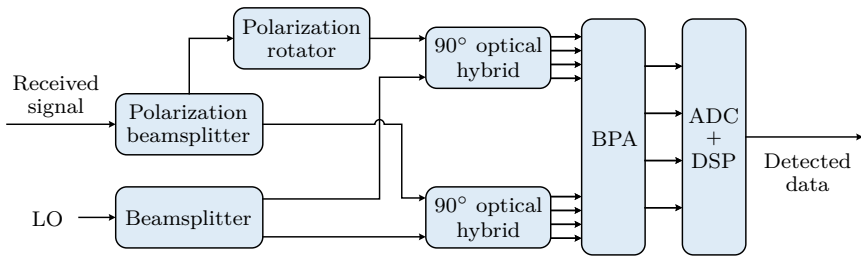 Polarization
rotator
90° optical
hybrid
Received
signal
Polarization
beamsplitter
BPA
ADC
+
DSP
Detected
data
LO
Beamsplitter
90° optical
hybrid